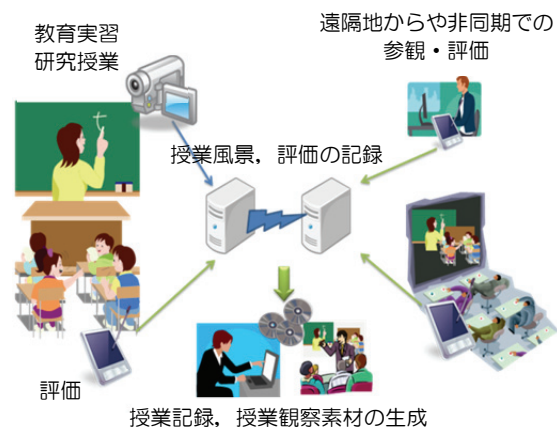 教育実習
研究授業
遠隔地からや非同期での
参観・評価
授業風景，評価の記録
評価
授業記録，授業観察素材の生成